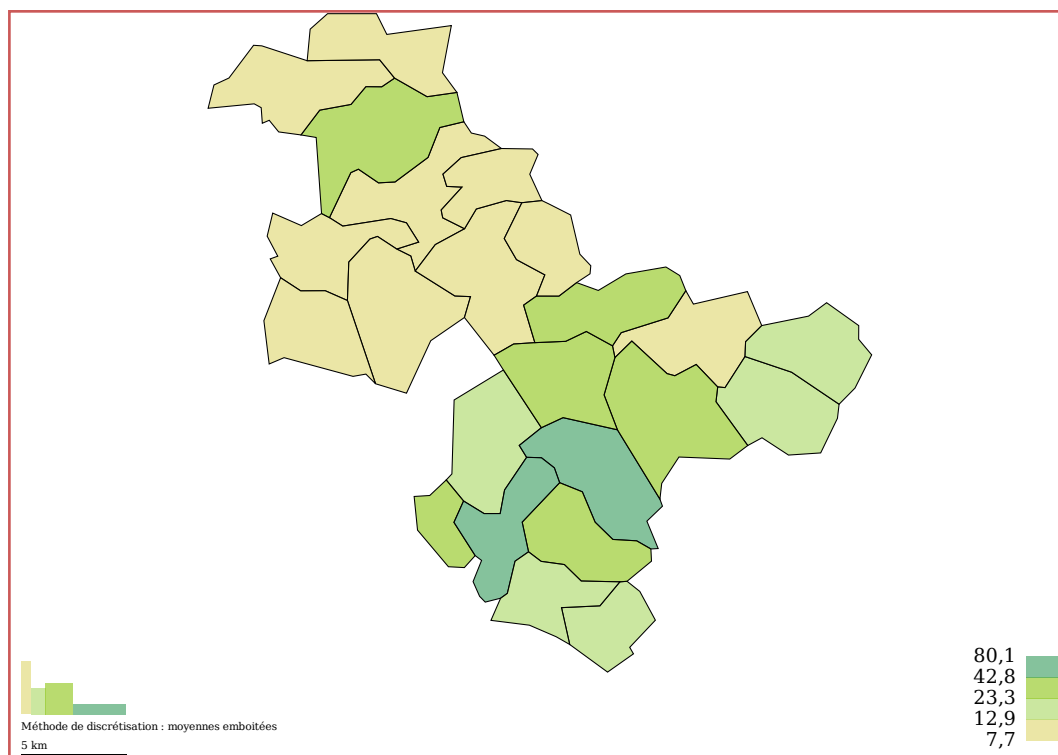 80,1
42,8
23,3
12,9
7,7
Méthode de discrétisation : moyennes emboitées
5 km